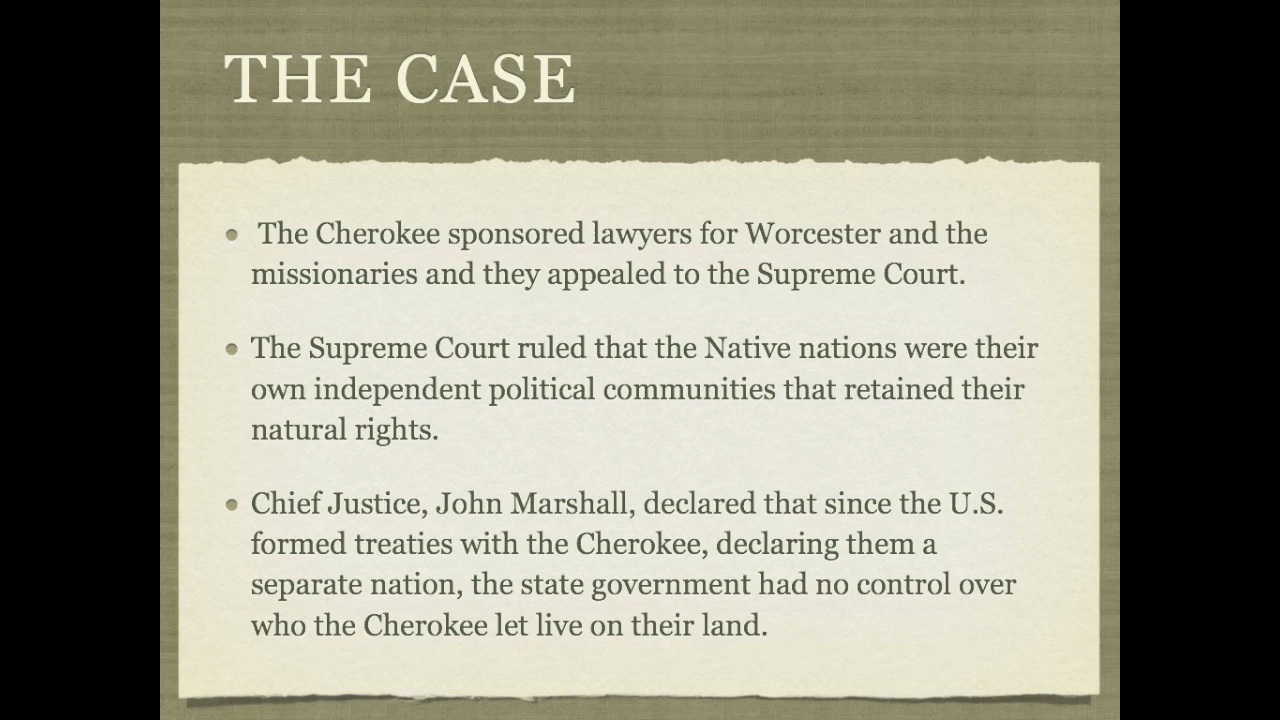 THE CASE
• The Cherokee sponsored lawyers for Worcester and the
missionaries and they appealed to the Supreme Court.
• The Supreme Court ruled that the Native nations were their
own independent political communities that retained their
natural rights.
• Chief Justice, John Marshall, declared that since the U.S.
formed treaties with the Cherokee, declaring them a
separate nation, the state government had no control over
who the Cherokee let live on their land.